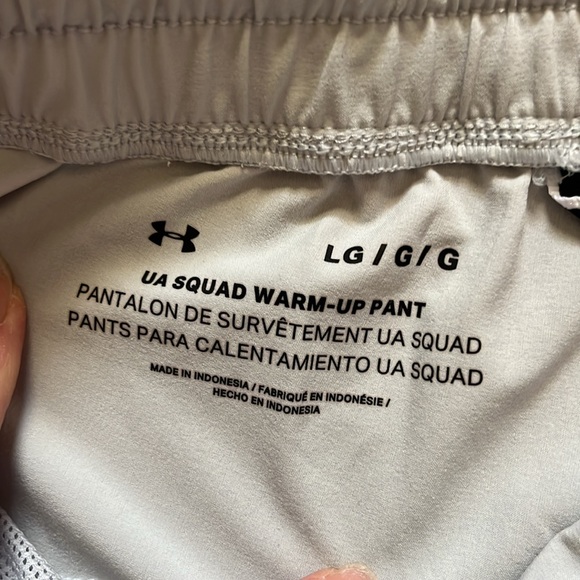 LG / G / G
UA SQUAD WARM-UP PANT
PANTALON DE SURVÊTEMENT UA SQUAD
PANTS PARA CALENTAMIENTO UA SQUAD
MADE IN INDONESIA / FABRIQUÉ EN INDONÉSIE /
HECHO EN INDONESIA